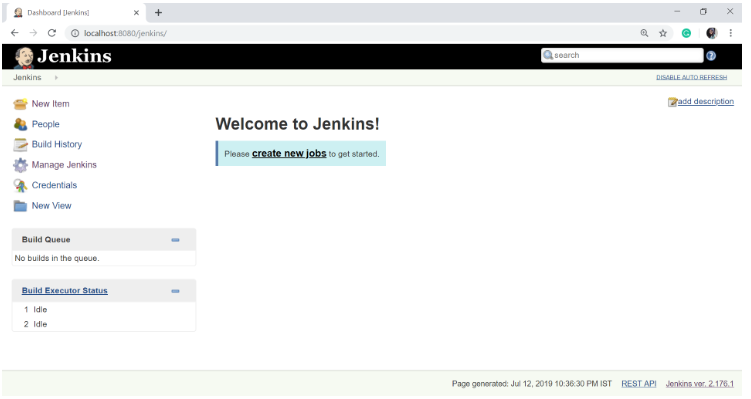 Dashboard [Jenkins]
localhost:8080/jenkins/
Jenkins
search
Jenkins
DISABLE AUTO REFRESH
New Item
People
Build History
Manage Jenkins
Credentials
New View
add description
Welcome to Jenkins!
Please create new jobs to get started.
Build Queue
No builds in the queue.
Build Executor Status
1 Idle
2 Idle
Page generated: Jul 12, 2019 10:36:30 PM IST REST API Jenkins ver. 2.176.1